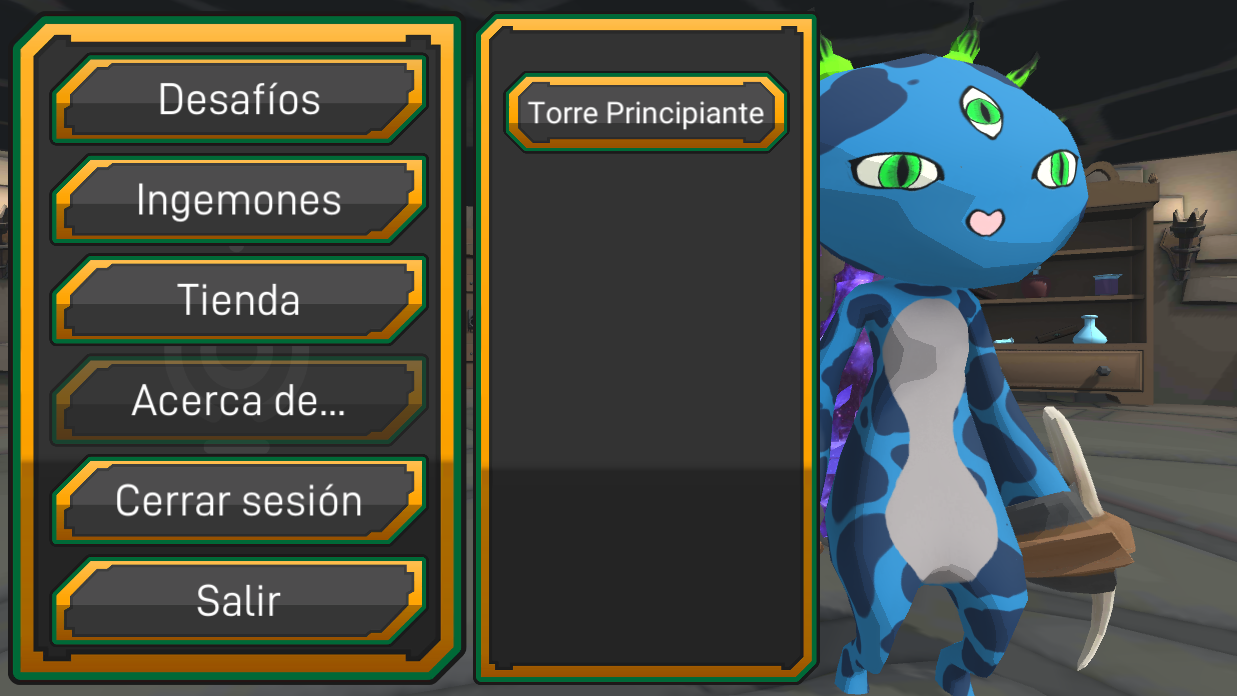 Desafíos
Ingemones
Tienda
Acerca de...
Cerrar sesión
Salir
Torre Principiante